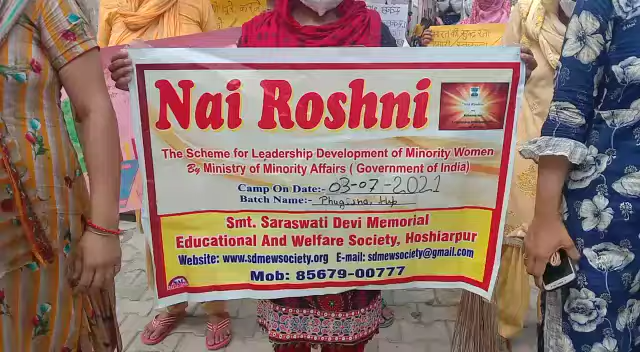 Nai Roshni
The Scheme for Leadership Development of Minority Women
By Ministry of Minority Affairs ( Government of India)
Camp On Date:- 03-07-2021
Batch Name:-
Smt. Saraswati Devi Memorial
Educational And Welfare Society, Hoshiarpur
Website: www.sdmewsociety.org E-mail: sdmewsociety@gmail.com
Mob: 85679-00777